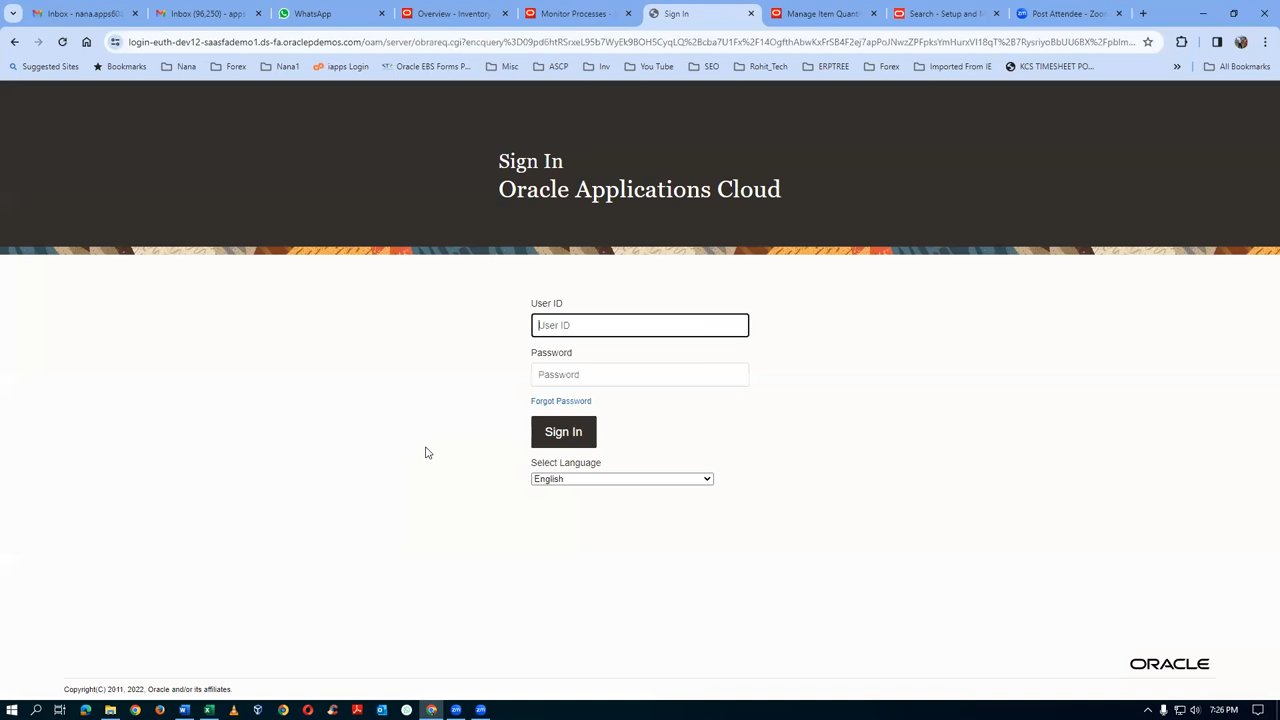 Inbox - nana.apps60
Inbox (96,250) - apps
WhatsApp
Overview - Inventory
Monitor Processes -
Sign In
Manage Item Quant
Search - Setup and
Post Attendee - Zoo
Suggested Sites
Bookmarks
Nana
Forex
Nana1
iapps Login
Oracle EBS Forms P...
Misc
ASCP
Inv
You Tube
SEO
Rohit_Tech
ERPTREE
Forex
Imported From IE
KCS TIMESHEET PO...
»
All Bookmarks
Sign In
Oracle Applications Cloud
User ID
User ID
Password
Password
Forgot Password
Sign In
Select Language
English
ORACLE
Copyright(C) 2011, 2022, Oracle and/or its affiliates.
7:26 PM